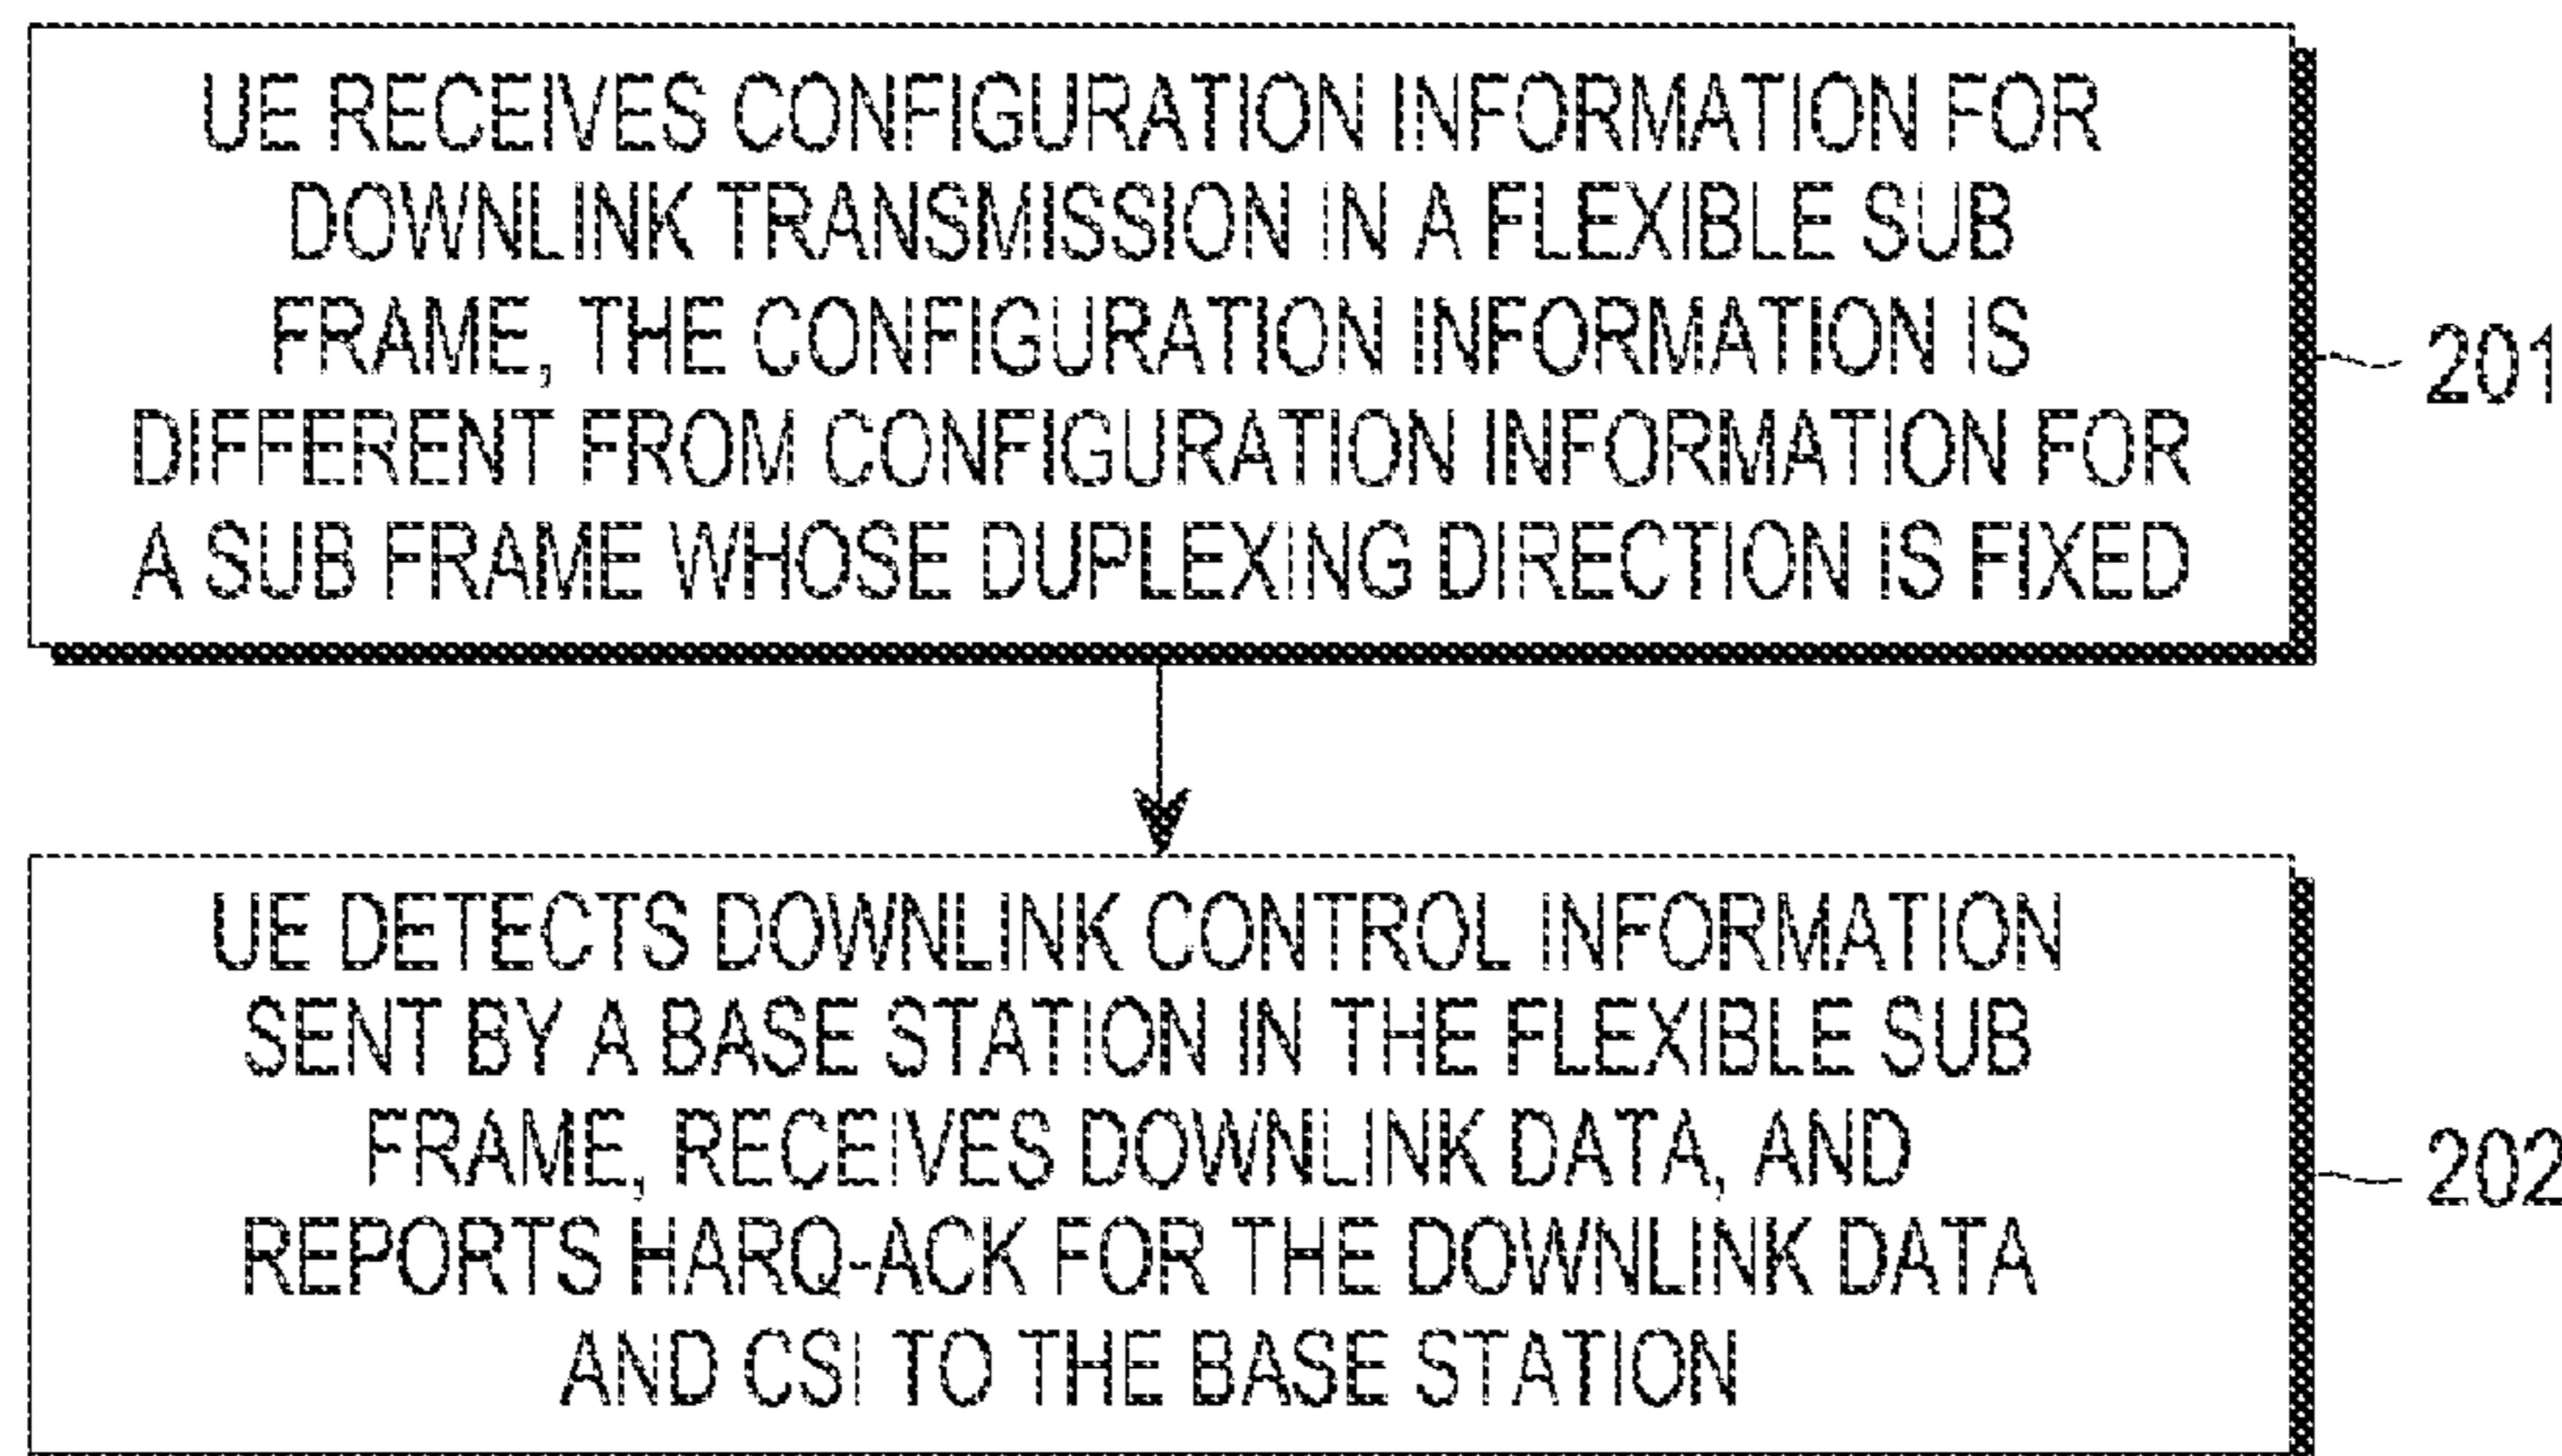 UE RECEIVES CONFIGURATION INFORMATION FOR
DOWNLINK TRANSMISSION IN A FLEXIBLE SUB
FRAME, THE CONFIGURATION INFORMATION IS
DIFFERENT FROM CONFIGURATION INFORMATION FOR
A SUB FRAME WHOSE DUPLEXING DIRECTION IS FIXED
201
UE DETECTS DOWNLINK CONTROL INFORMATION
SENT BY A BASE STATION IN THE FLEXIBLE SUB
FRAME, RECEIVES DOWNLINK DATA, AND
REPORTS HARQ-ACK FOR THE DOWNLINK DATA
AND CSI TO THE BASE STATION
202